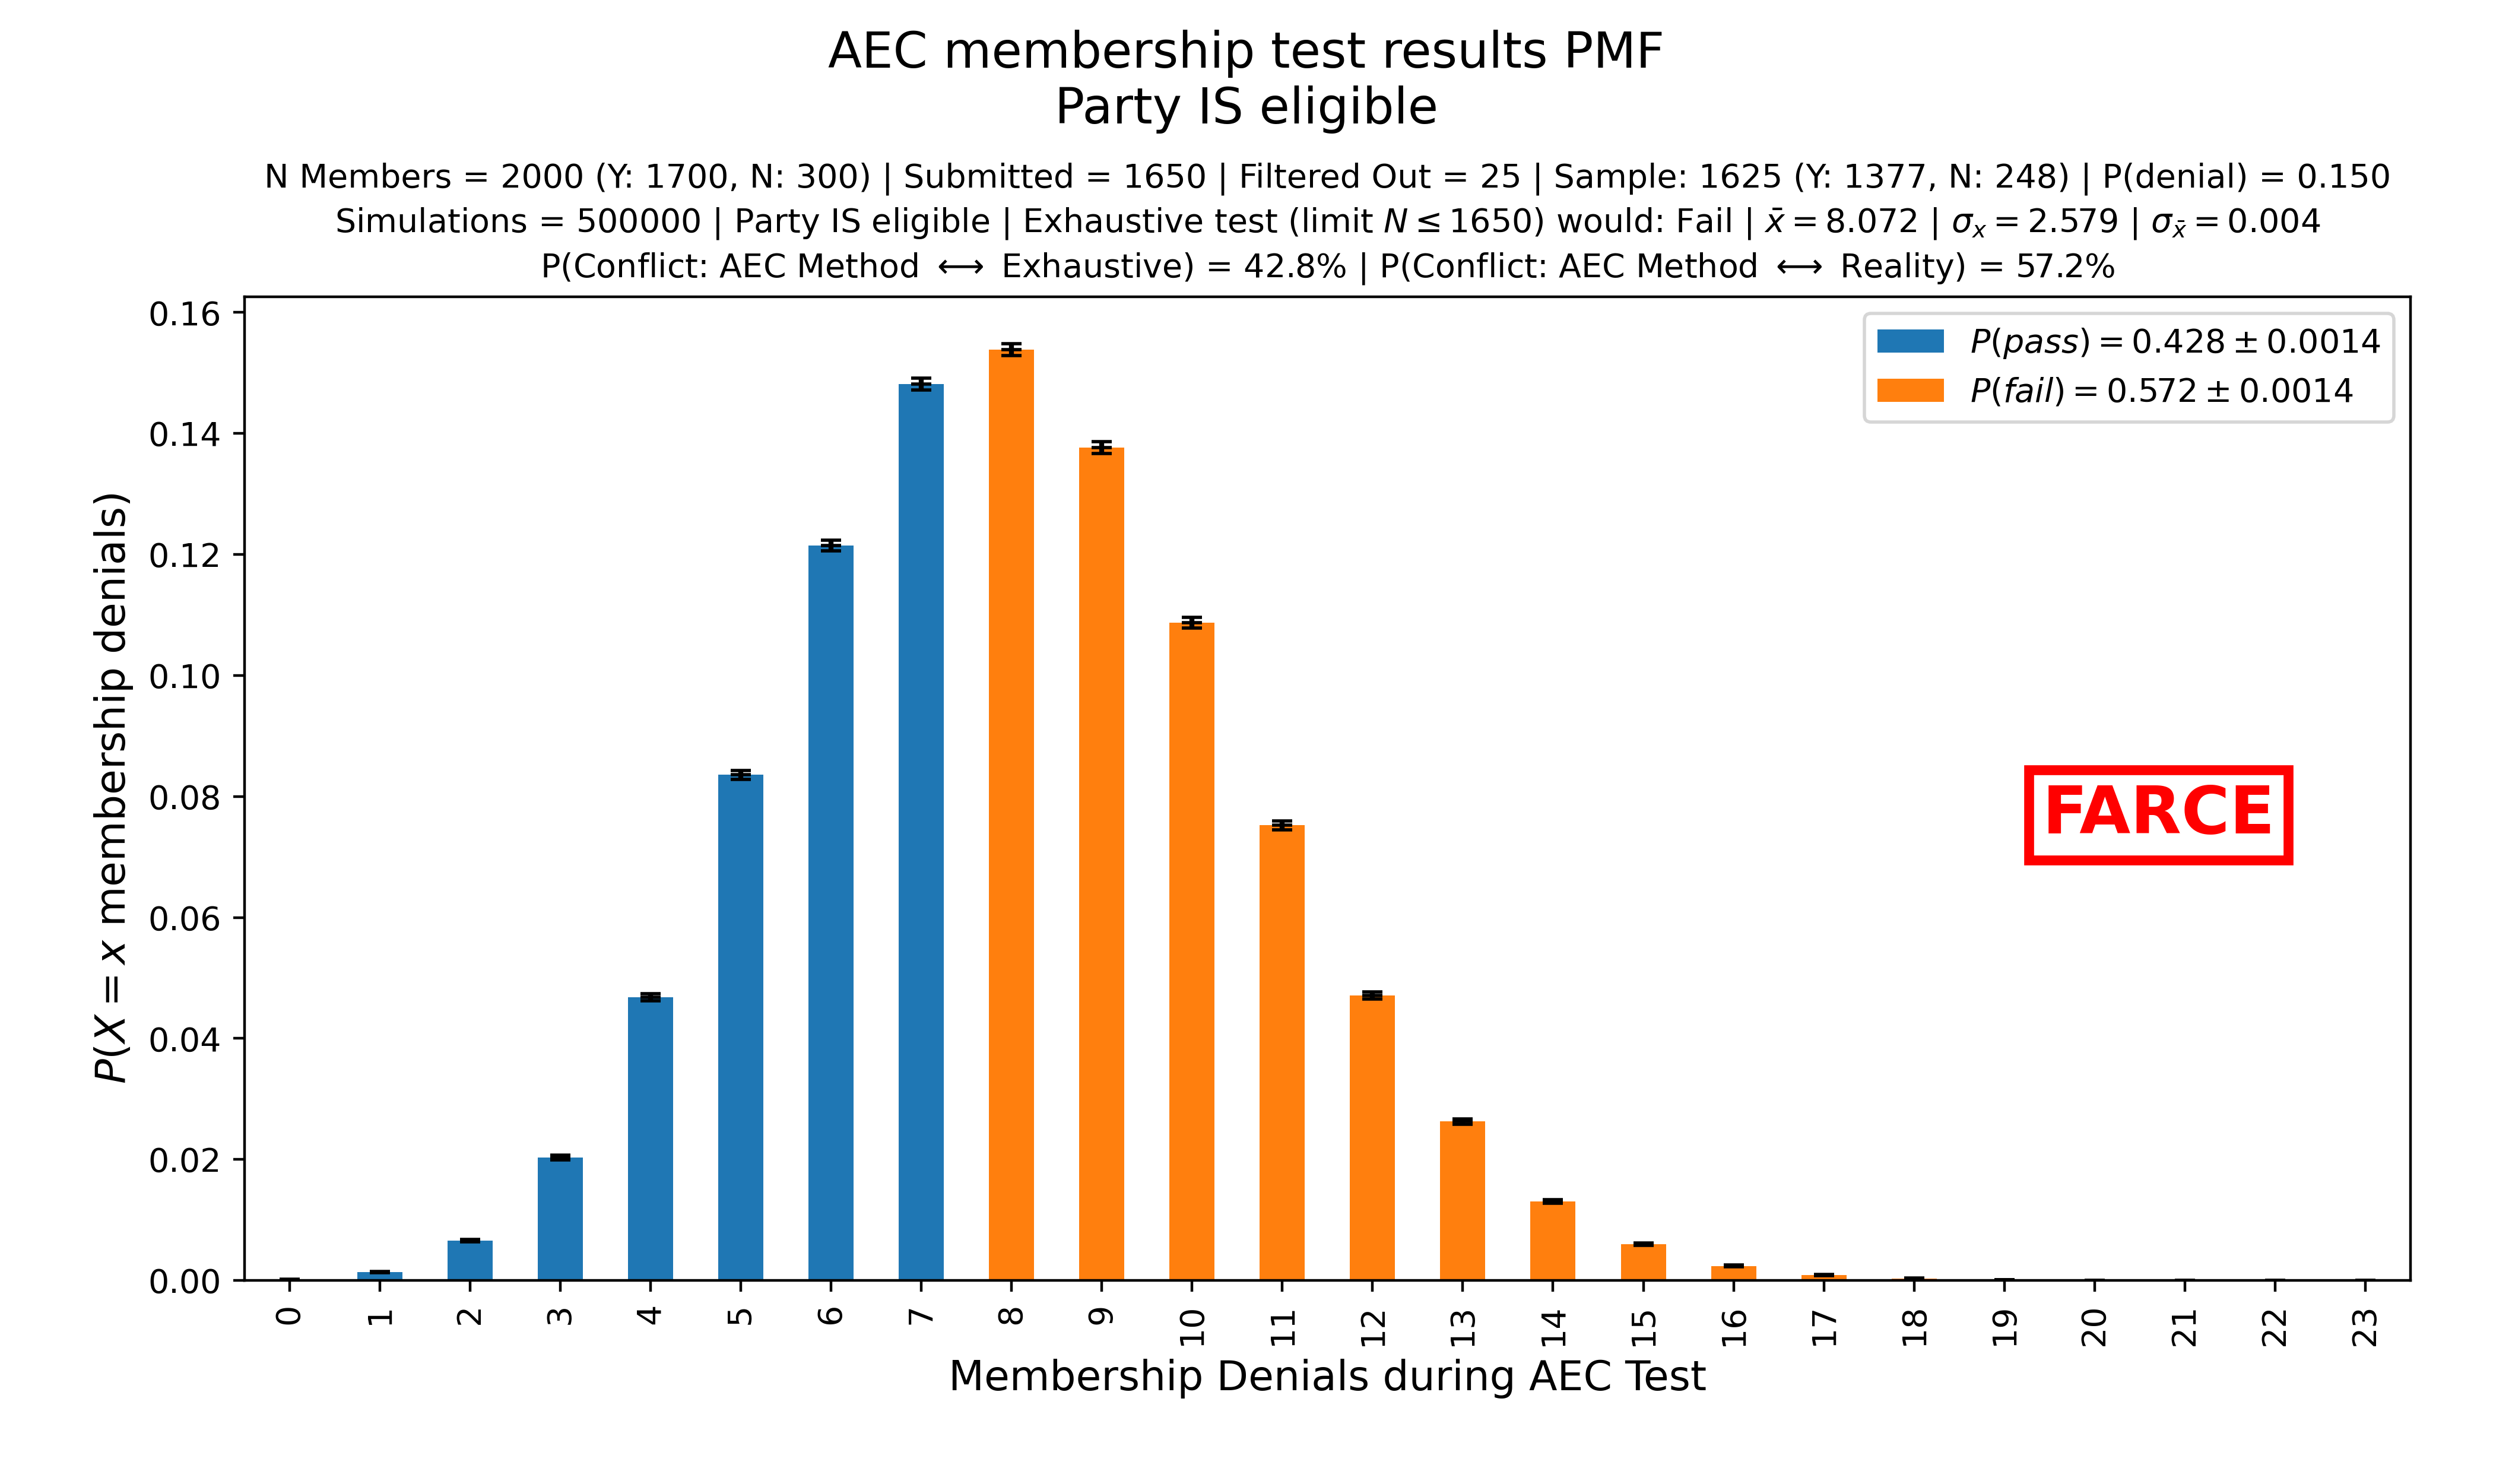 AEC membership test results PMF
Party IS eligible
N Members = 2000 (Y: 1700, N: 300) | Submitted = 1650 | Filtered Out = 25 | Sample: 1625 (Y: 1377, N: 248) | P(denial) = 0.150
Simulations = 500000 | Party IS eligible | Exhaustive test (limit N ≤ 1650) would: Fail | x̄ = 8.072 | σₓ = 2.579 | σ_x̄ = 0.004
P(Conflict: AEC Method ⟷ Exhaustive) = 42.8% | P(Conflict: AEC Method ⟷ Reality) = 57.2%
P(pass) = 0.428 ± 0.0014
P(fail) = 0.572 ± 0.0014
FARCE
P(X = x membership denials)
0.16
0.14
0.12
0.10
0.08
0.06
0.04
0.02
0.00
0 1 2 3 4 5 6 7 8 9 10 11 12 13 14 15 16 17 18 19 20 21 22 23
Membership Denials during AEC Test